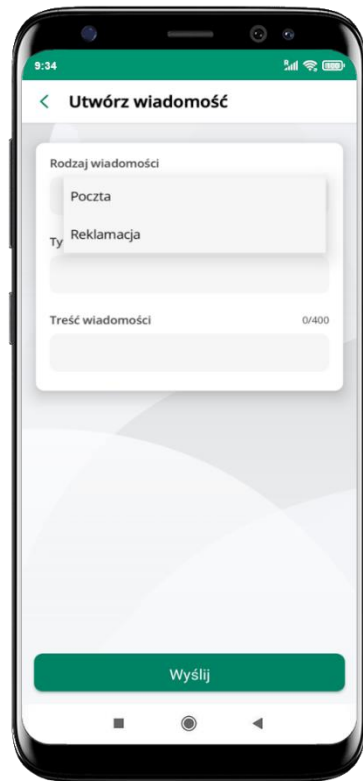 9:34
Utwórz wiadomość
Rodzaj wiadomości
Poczta
Reklamacja
Ty
Treść wiadomości 0/400
Wyślij